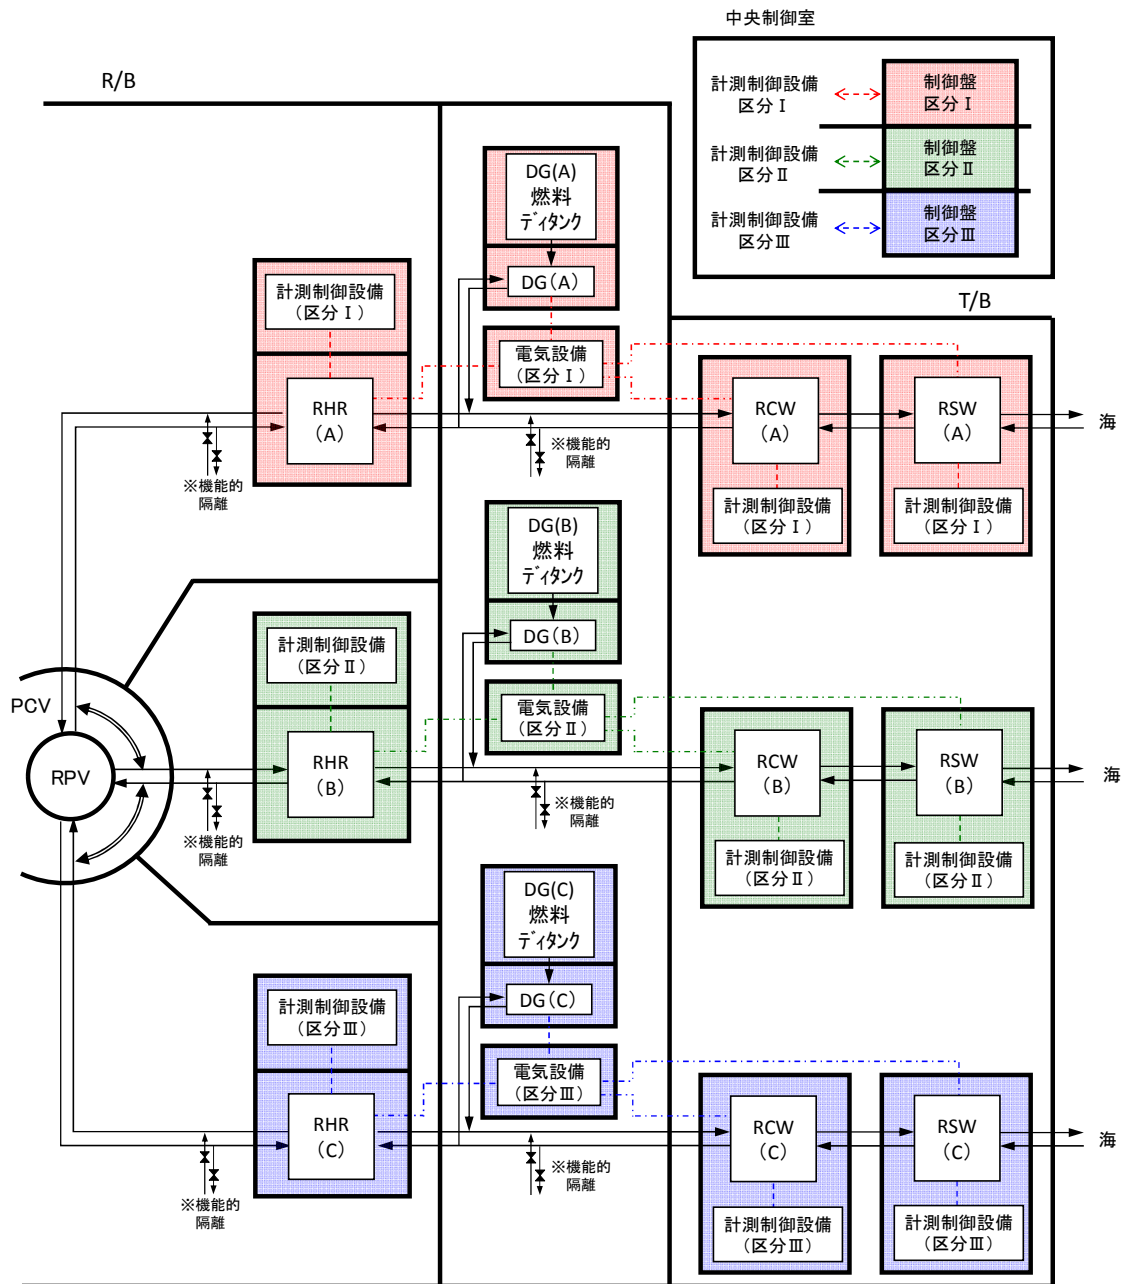 中央制御室
R/B
計測制御設備
区分Ⅰ
制御盤
区分Ⅰ
計測制御設備
区分Ⅱ
制御盤
区分Ⅱ
計測制御設備
区分Ⅲ
制御盤
区分Ⅲ
T/B
DG(A)
燃料
ディタンク
DG(A)
計測制御設備
(区分Ⅰ)
電気設備
(区分Ⅰ)
RHR
(A)
RCW
(A)
RSW
(A)
海
※機能的
隔離
※機能的
隔離
計測制御設備
(区分Ⅰ)
計測制御設備
(区分Ⅰ)
DG(B)
燃料
ディタンク
DG(B)
計測制御設備
(区分Ⅱ)
電気設備
(区分Ⅱ)
PCV
RPV
RHR
(B)
RCW
(B)
RSW
(B)
海
※機能的
隔離
※機能的
隔離
計測制御設備
(区分Ⅱ)
計測制御設備
(区分Ⅱ)
DG(C)
燃料
ディタンク
DG(C)
計測制御設備
(区分Ⅲ)
電気設備
(区分Ⅲ)
RHR
(C)
RCW
(C)
RSW
(C)
海
※機能的
隔離
※機能的
隔離
計測制御設備
(区分Ⅲ)
計測制御設備
(区分Ⅲ)